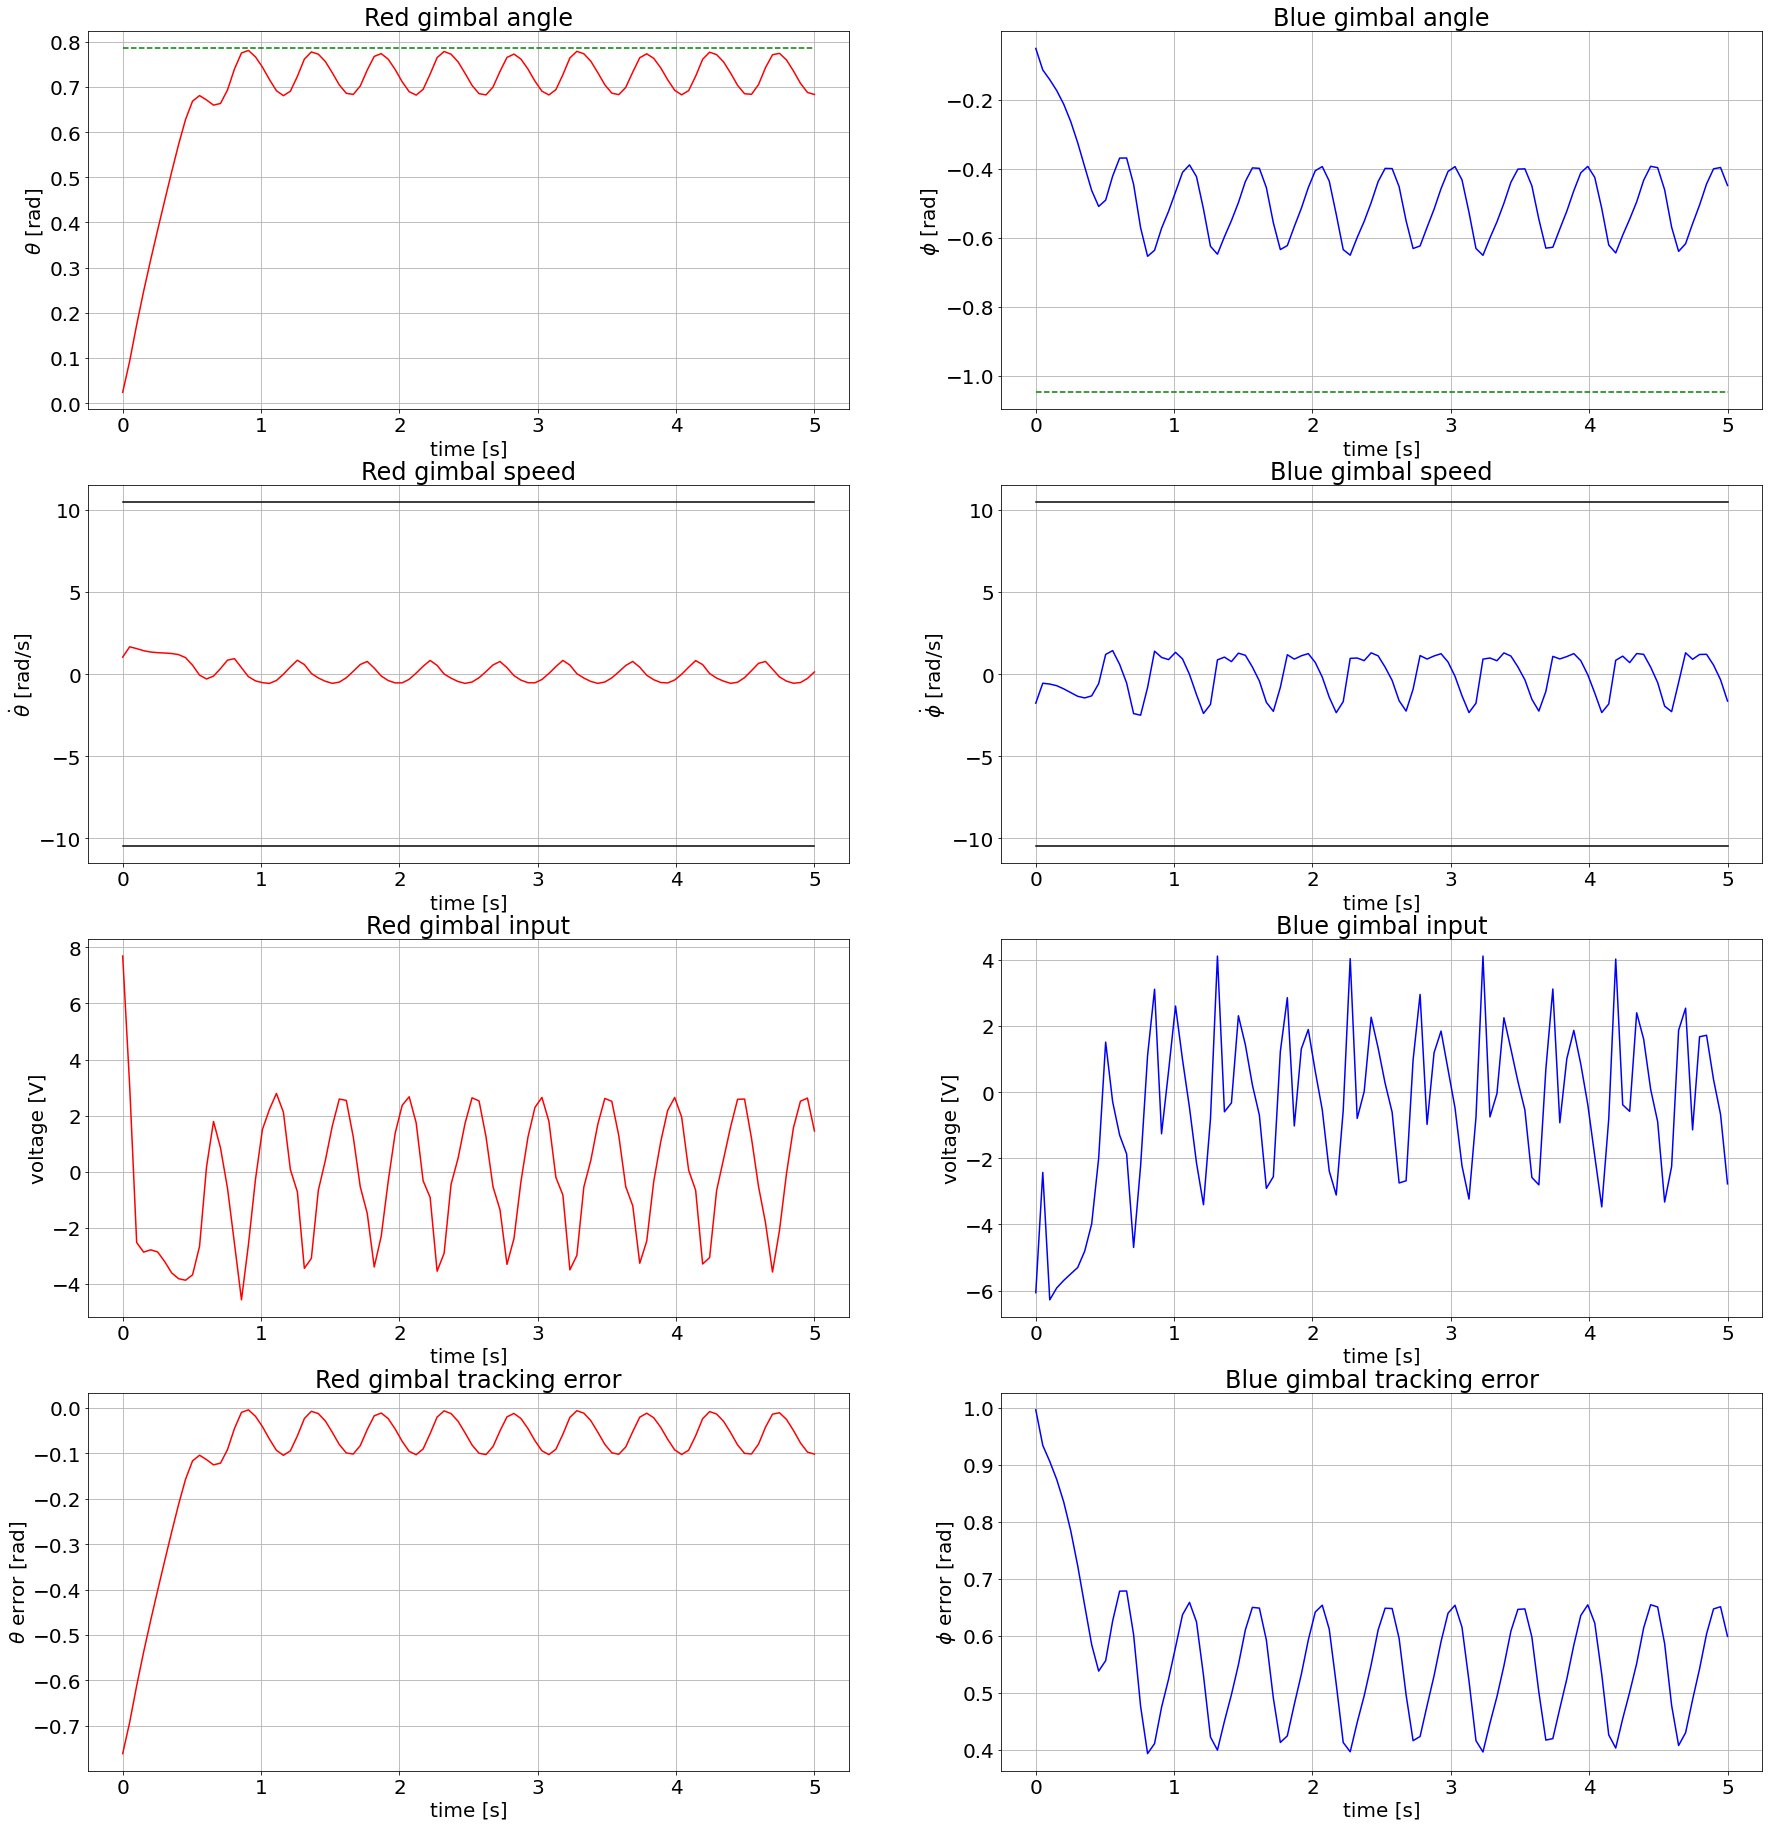 Red gimbal angle
0.8
0.7
0.6
0.5
0.4
0.3
0.2
0.1
0.0
θ [rad]
0 1 2 3 4 5
time [s]
Blue gimbal angle
−0.2
−0.4
−0.6
−0.8
−1.0
ϕ [rad]
0 1 2 3 4 5
time [s]
Red gimbal speed
10
5
0
−5
−10
θ̇ [rad/s]
0 1 2 3 4 5
time [s]
Blue gimbal speed
10
5
0
−5
−10
ϕ̇ [rad/s]
0 1 2 3 4 5
time [s]
Red gimbal input
8
6
4
2
0
−2
−4
voltage [V]
0 1 2 3 4 5
time [s]
Blue gimbal input
4
2
0
−2
−4
−6
voltage [V]
0 1 2 3 4 5
time [s]
Red gimbal tracking error
0.0
−0.1
−0.2
−0.3
−0.4
−0.5
−0.6
−0.7
θ error [rad]
0 1 2 3 4 5
time [s]
Blue gimbal tracking error
1.0
0.9
0.8
0.7
0.6
0.5
0.4
ϕ error [rad]
0 1 2 3 4 5
time [s]